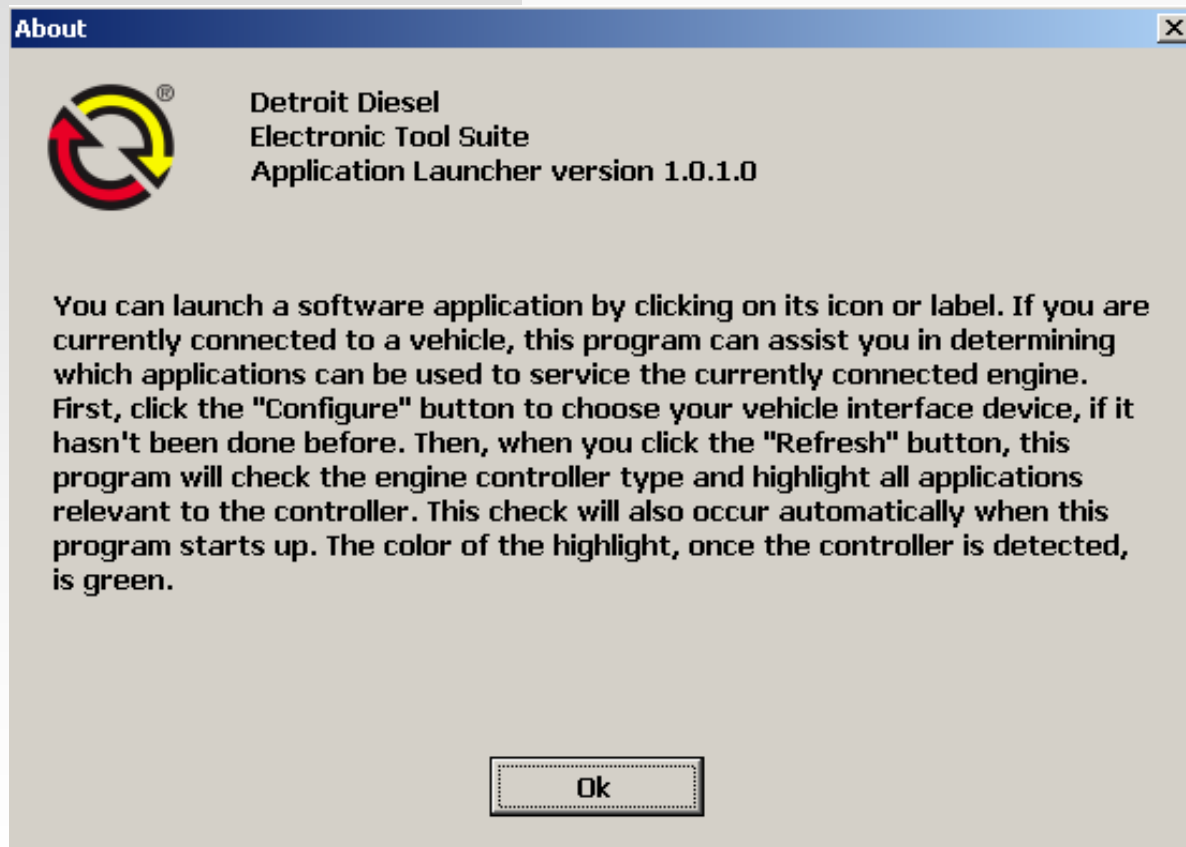 About
®
Detroit Diesel
Electronic Tool Suite
Application Launcher version 1.0.1.0
You can launch a software application by clicking on its icon or label. If you are
currently connected to a vehicle, this program can assist you in determining
which applications can be used to service the currently connected engine.
First, click the "Configure" button to choose your vehicle interface device, if it
hasn't been done before. Then, when you click the "Refresh" button, this
program will check the engine controller type and highlight all applications
relevant to the controller. This check will also occur automatically when this
program starts up. The color of the highlight, once the controller is detected,
is green.
Ok